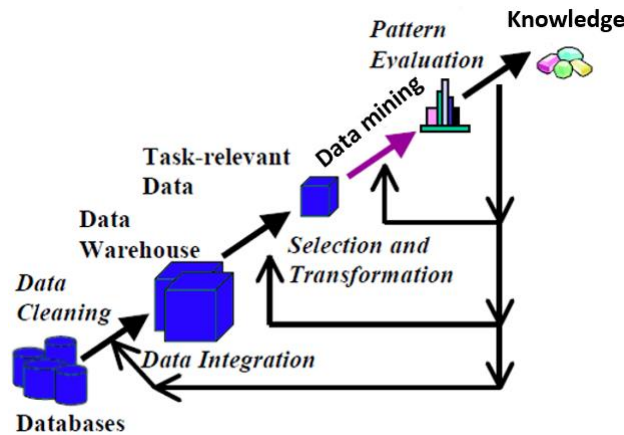 Knowledge
Pattern
Evaluation
Data mining
Task-relevant
Data
Data
Warehouse
Selection and
Transformation
Data
Cleaning
Data Integration
Databases